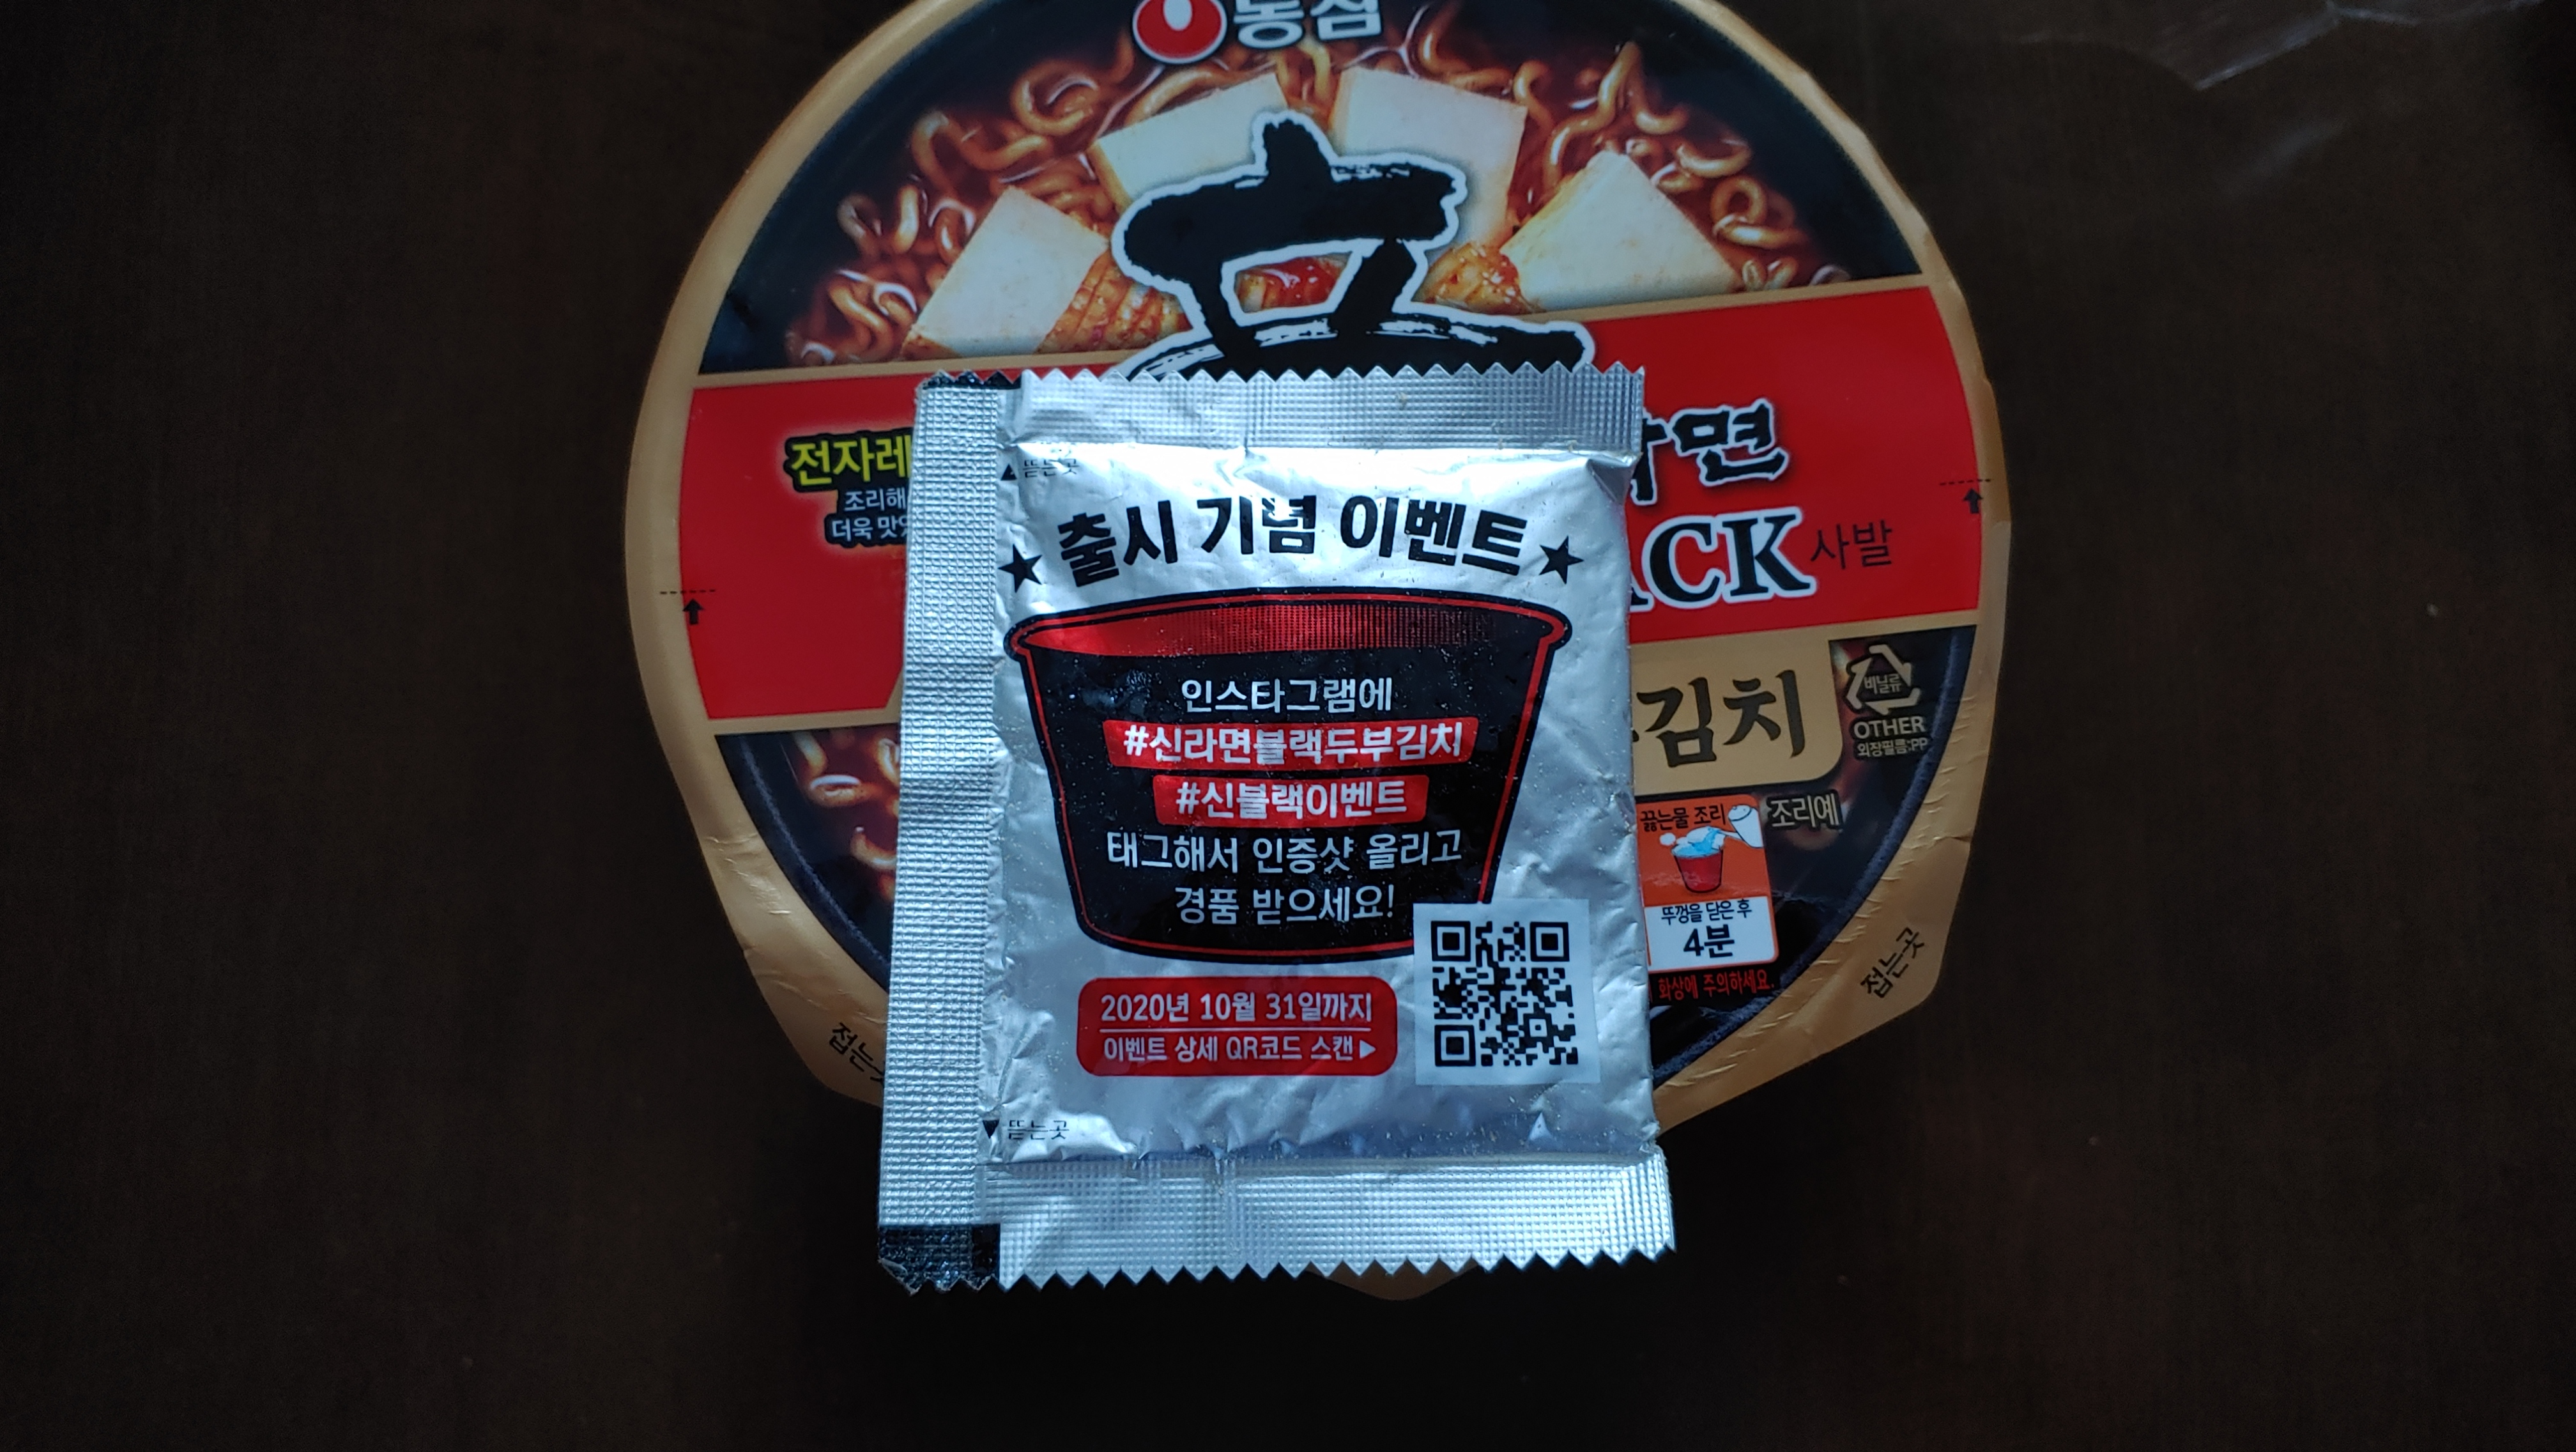 농심
전자레
조리해
더욱 맛있
면
ACK 사발
김치
비닐류
OTHER
외장필름:PP
▲뜯는곳
★ 출시 기념 이벤트 ★
인스타그램에
#신라면블랙두부김치
#신블랙이벤트
태그해서 인증샷 올리고
경품 받으세요!
2020년 10월 31일까지
이벤트 상세 QR코드 스캔▶
▼뜯는곳
끓는물 조리
조리예
뚜껑을 닫은 후
4분
화상에 주의하세요.
접는곳
접는곳